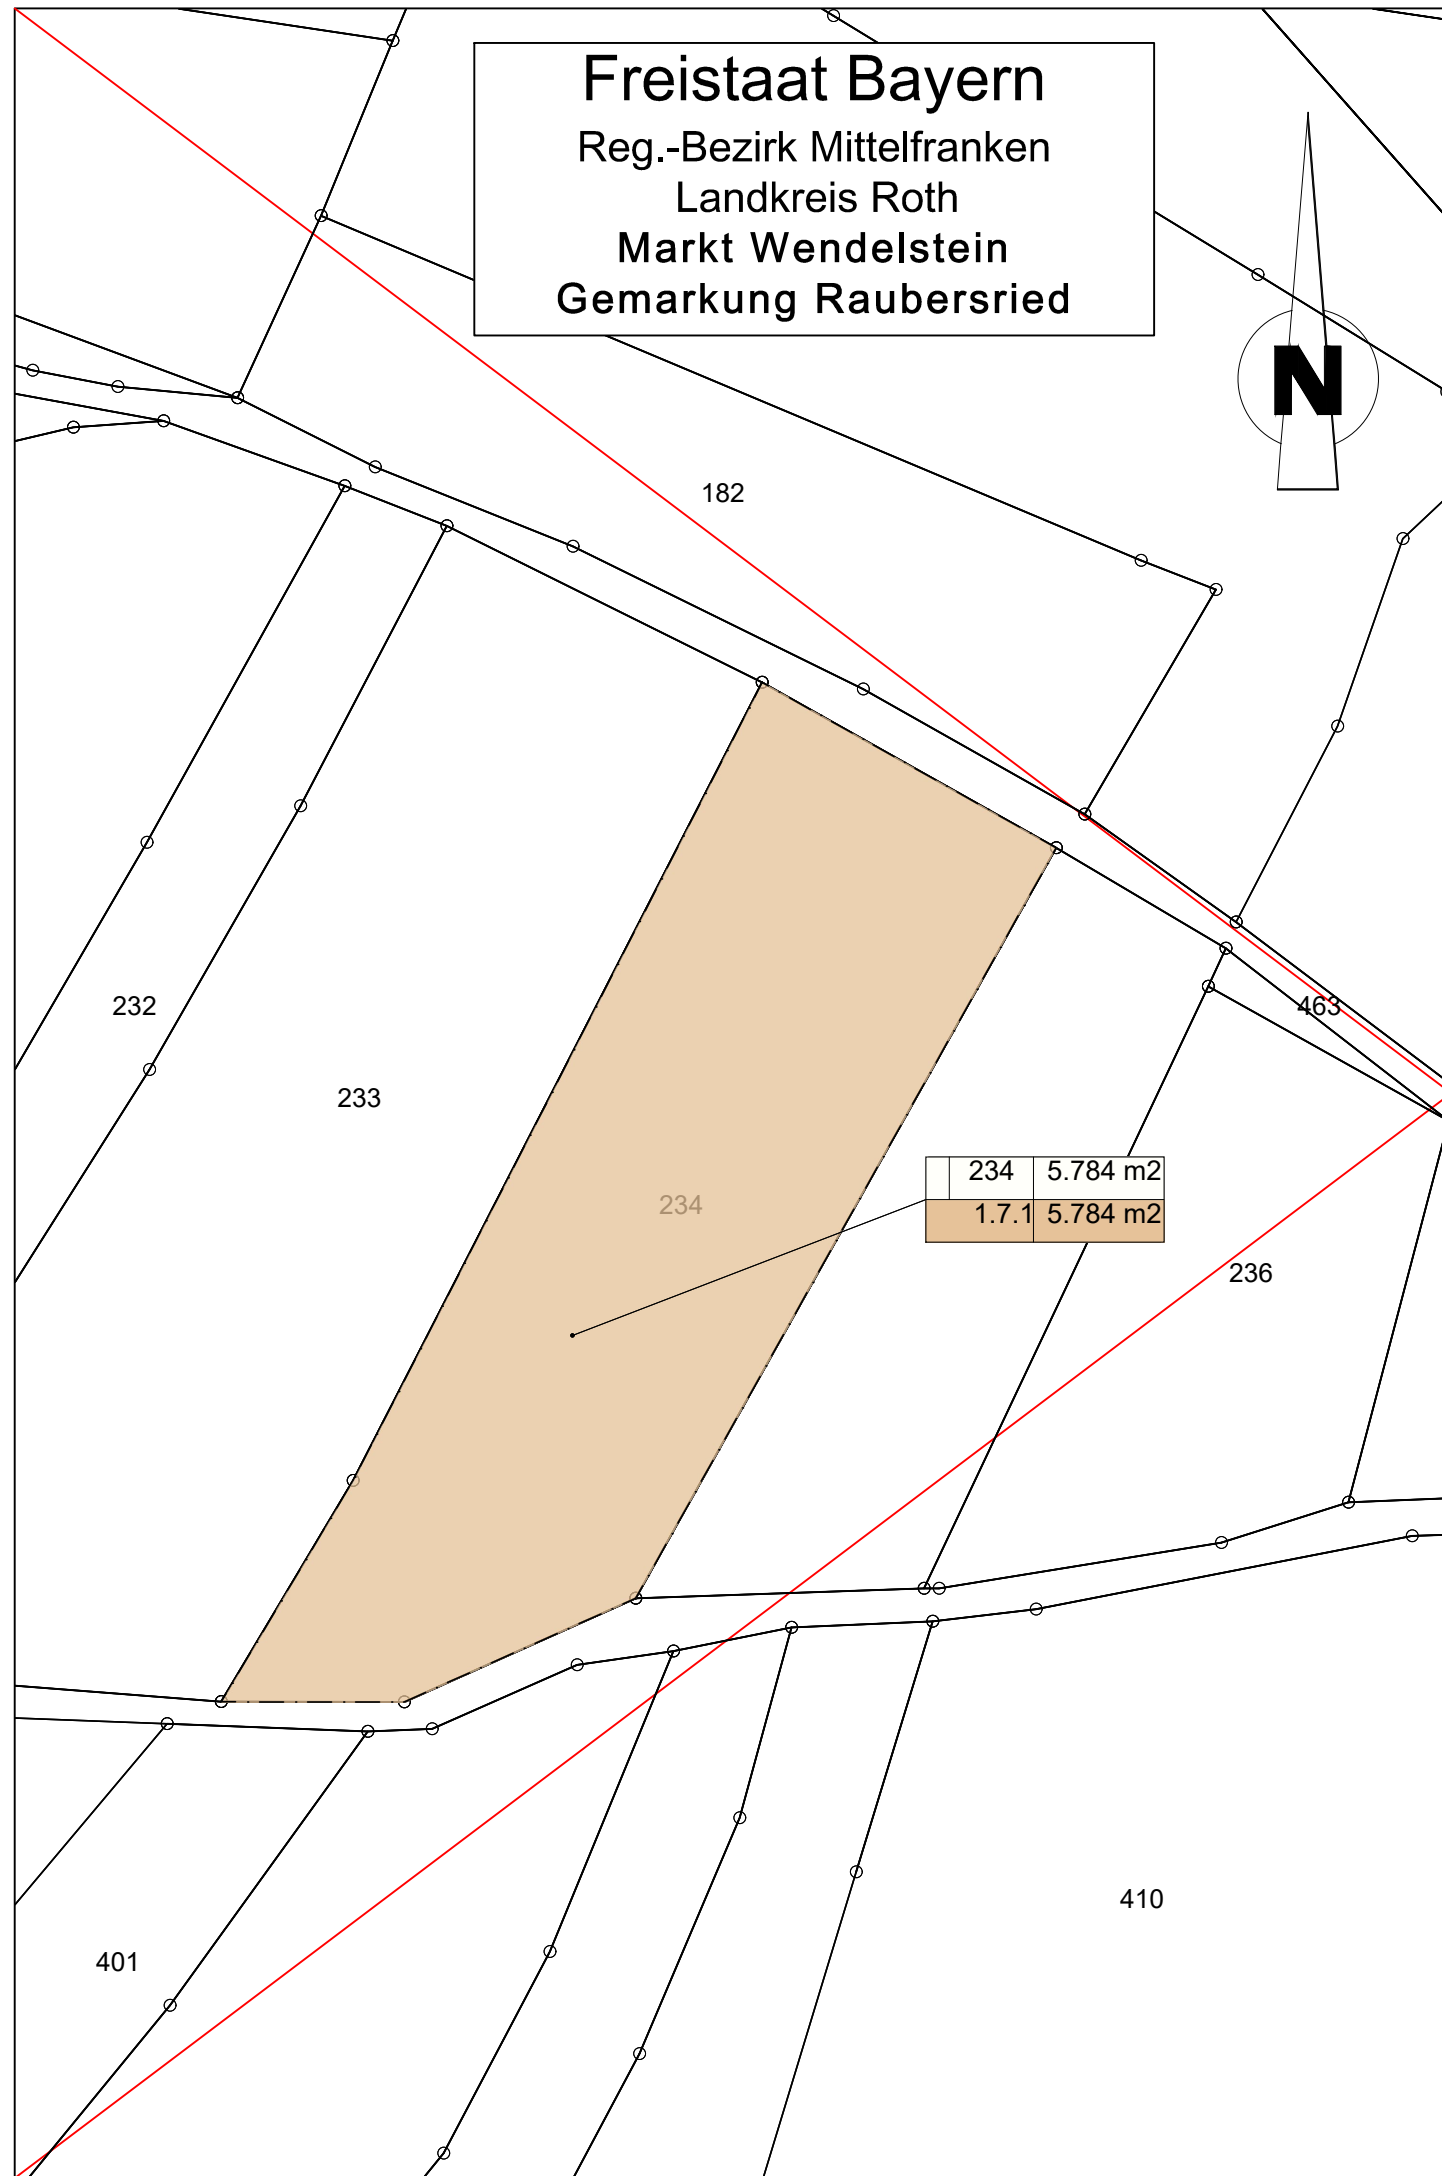 Freistaat Bayern
Reg.-Bezirk Mittelfranken
Landkreis Roth
Markt Wendelstein
Gemarkung Raubersried
N
182
232
463
233
234
234 5.784 m2
1.7.1 5.784 m2
236
410
401